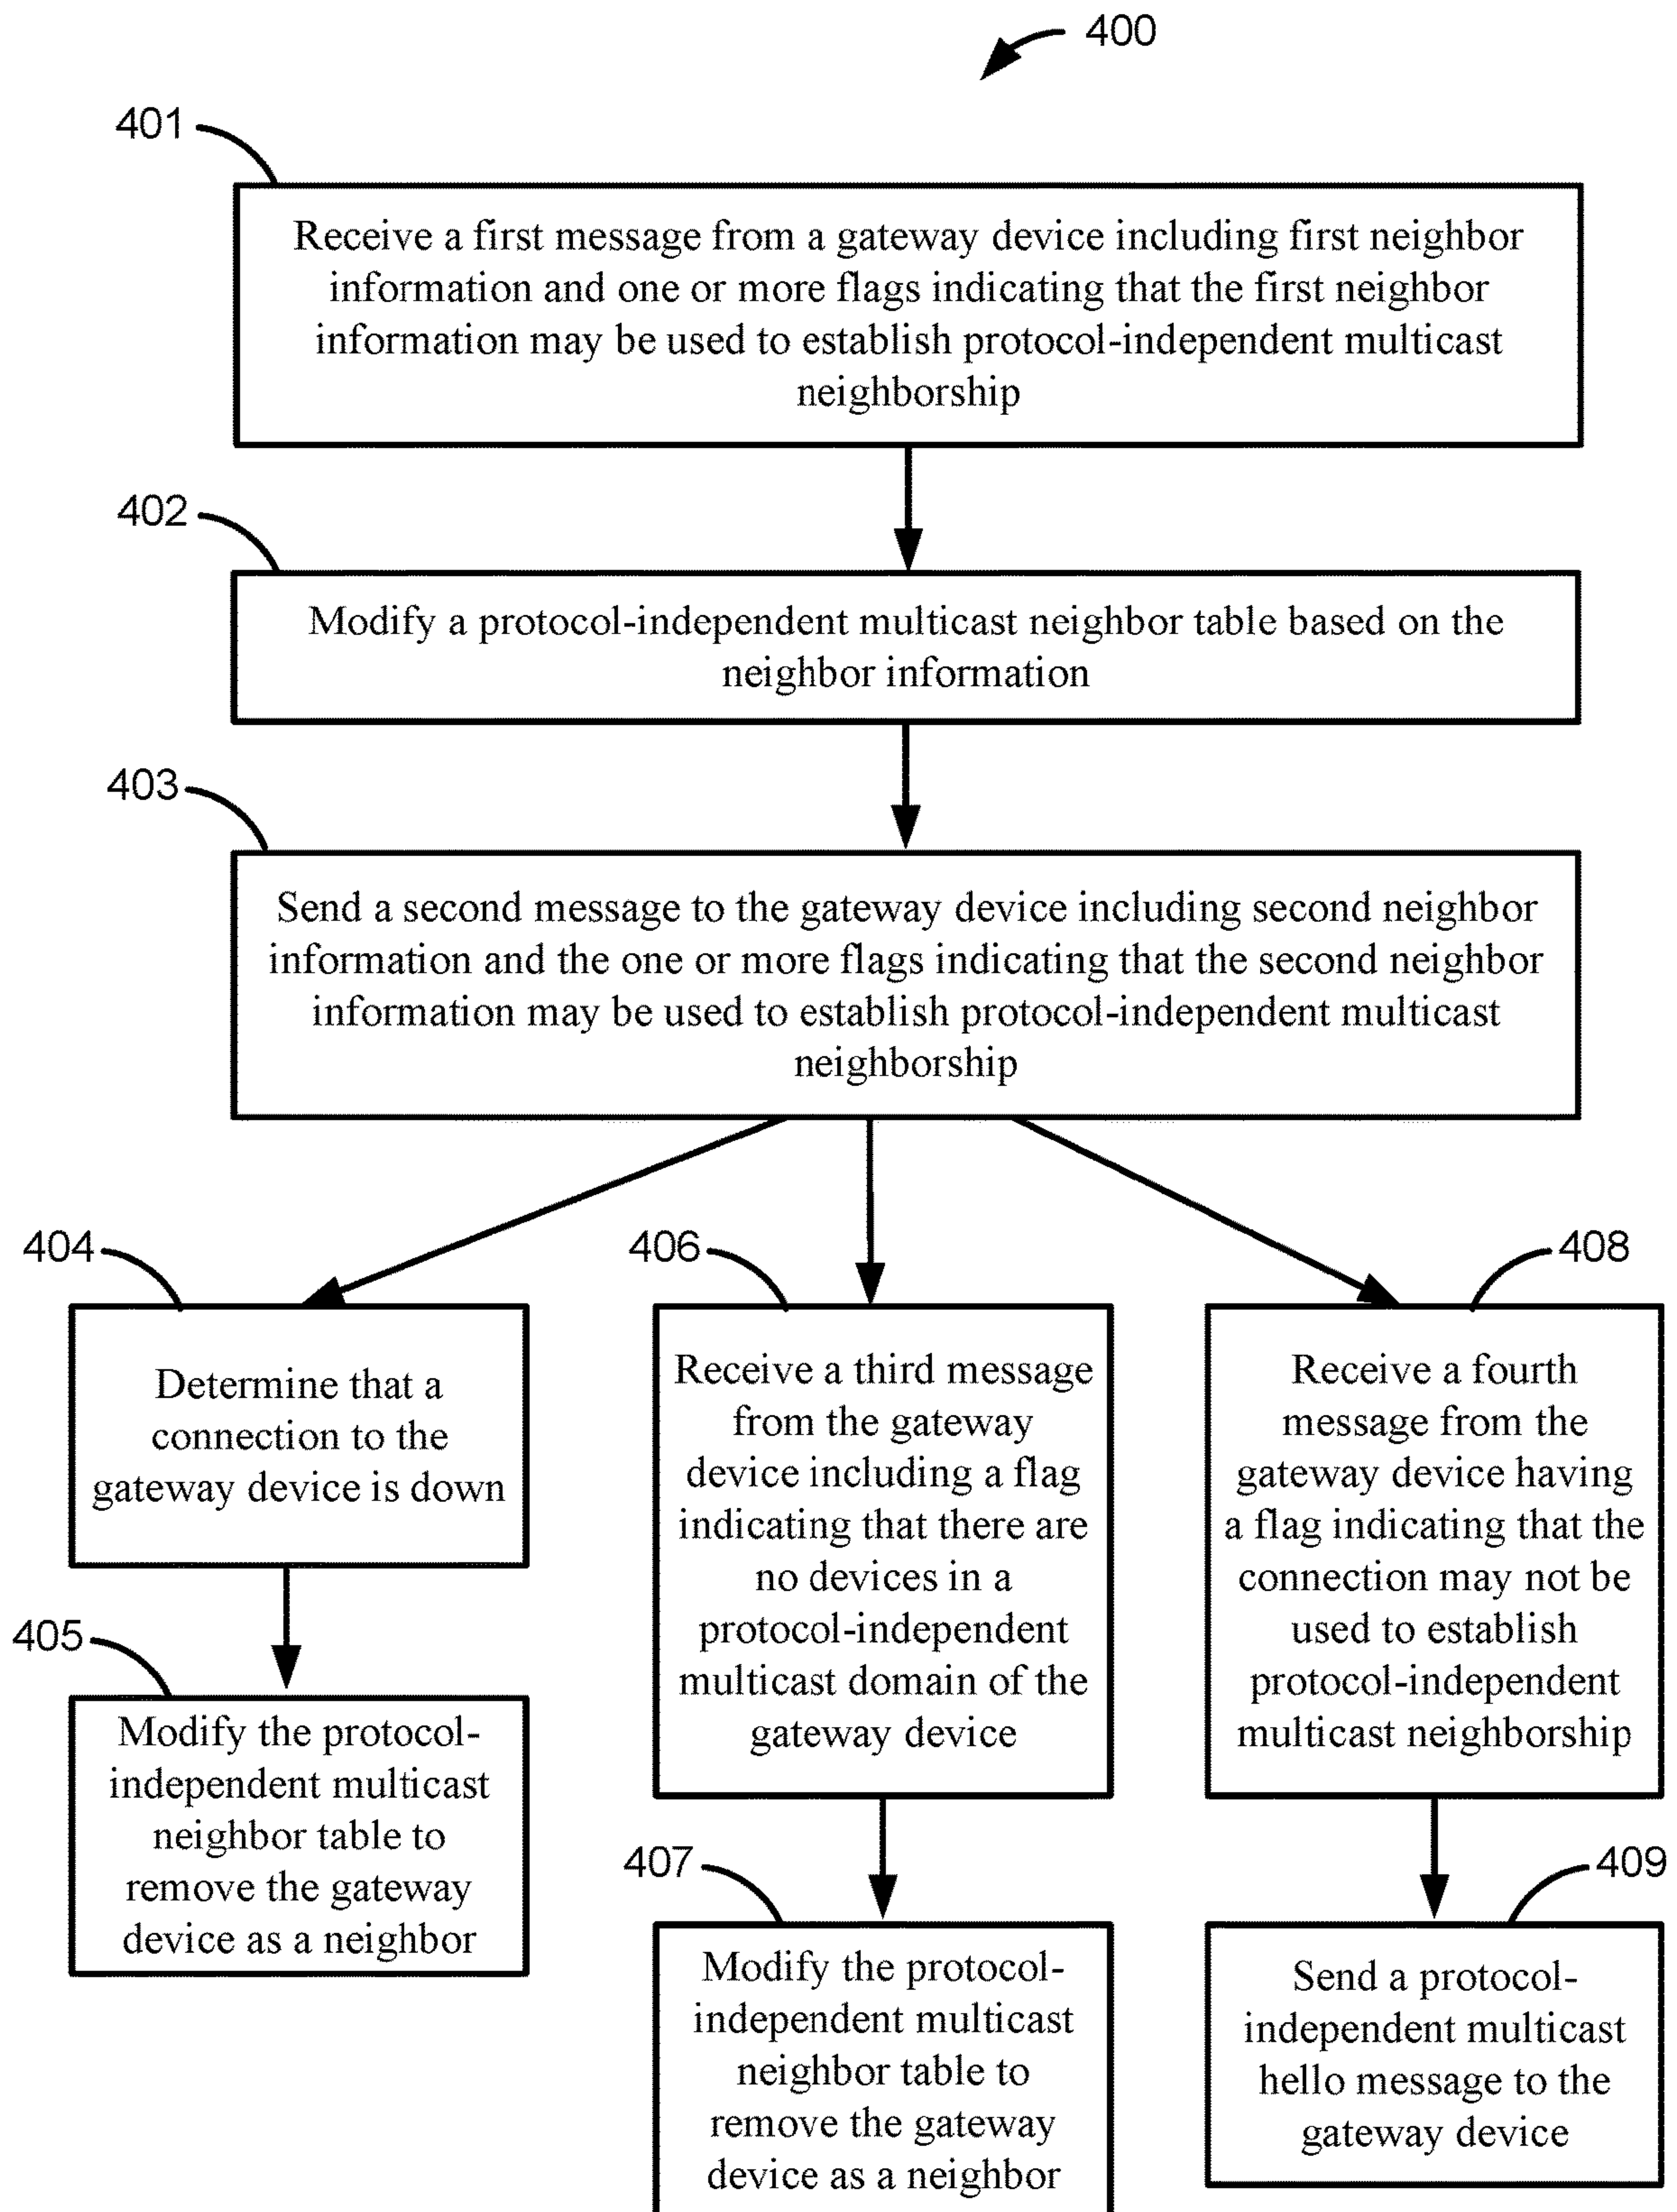 400
401
Receive a first message from a gateway device including first neighbor
information and one or more flags indicating that the first neighbor
information may be used to establish protocol-independent multicast
neighborship
402
Modify a protocol-independent multicast neighbor table based on the
neighbor information
403
Send a second message to the gateway device including second neighbor
information and the one or more flags indicating that the second neighbor
information may be used to establish protocol-independent multicast
neighborship
404
Determine that a
connection to the
gateway device is down
405
Modify the protocol-
independent multicast
neighbor table to
remove the gateway
device as a neighbor
406
Receive a third message
from the gateway
device including a flag
indicating that there are
no devices in a
protocol-independent
multicast domain of the
gateway device
407
Modify the protocol-
independent multicast
neighbor table to
remove the gateway
device as a neighbor
408
Receive a fourth
message from the
gateway device having
a flag indicating that the
connection may not be
used to establish
protocol-independent
multicast neighborship
409
Send a protocol-
independent multicast
hello message to the
gateway device